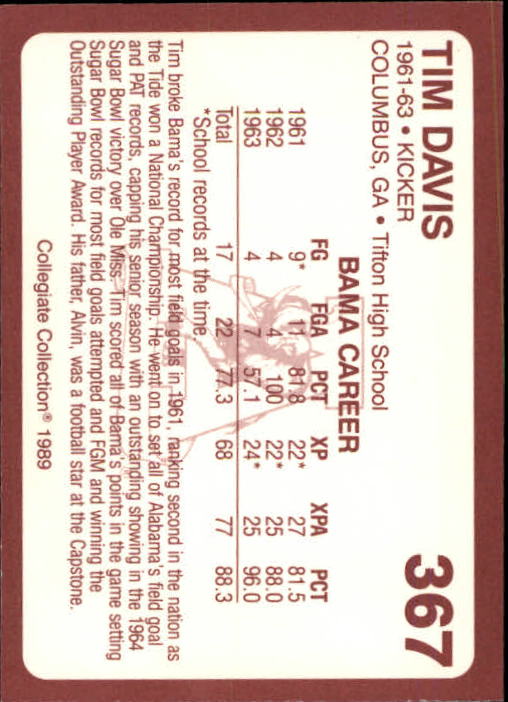 TIM DAVIS 367
1961-63 • KICKER
COLUMBUS, GA • Tifton High School
BAMA CAREER
FG FGA PCT XP XPA PCT
1961 9* 11 81.8 22* 27 81.5
1962 4 4 100 22* 25 88.0
1963 4 7 57.1 24* 25 96.0
Total 17 22 77.3 68 77 88.3
*School records at the time
Tim broke Bama's record for most field goals in 1961, ranking second in the nation as
the Tide won a National Championship. He went on to set all of Alabama's field goal
and PAT records, capping his senior season with an outstanding showing in the 1964
Sugar Bowl victory over Ole Miss. Tim scored all of Bama's points in the game setting
Sugar Bowl records for most field goals attempted and FGM and winning the
Outstanding Player Award. His father, Alvin, was a football star at the Capstone.
Collegiate Collection® 1989